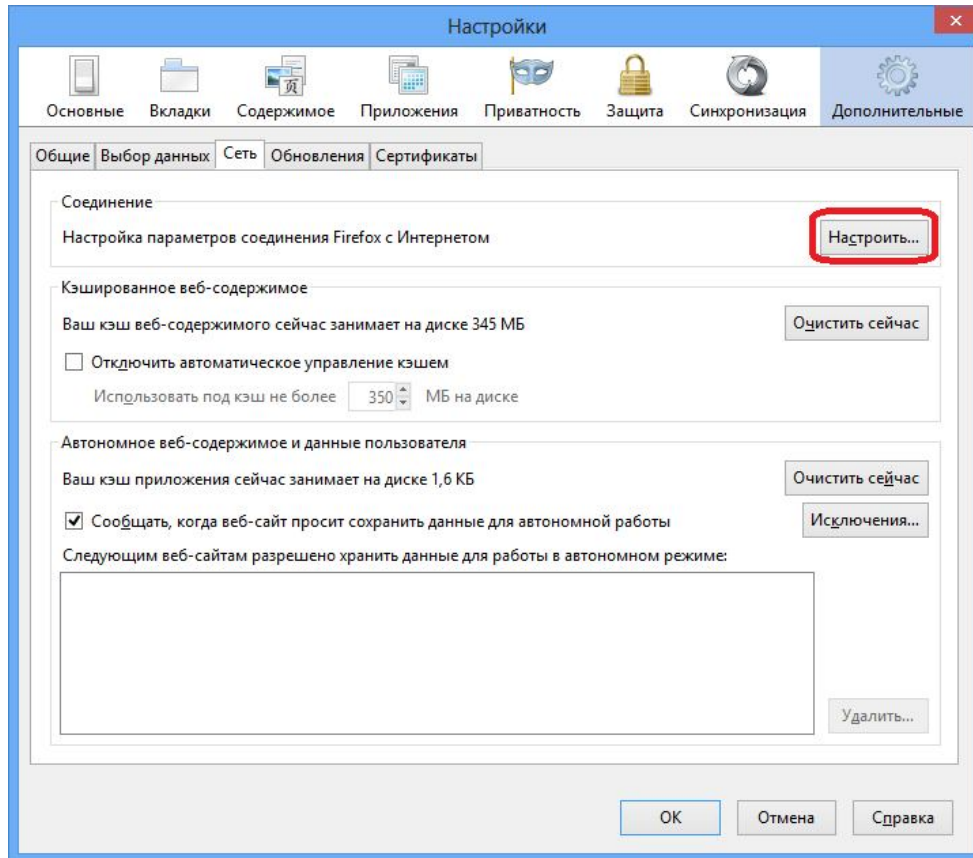 Настройки
Основные Вкладки Содержимое Приложения Приватность Защита Синхронизация Дополнительные
Общие Выбор данных Сеть Обновления Сертификаты
Соединение
Настройка параметров соединения Firefox с Интернетом Настроить...
Кэшированное веб-содержимое
Ваш кэш веб-содержимого сейчас занимает на диске 345 МБ Очистить сейчас
Отключить автоматическое управление кэшем
Использовать под кэш не более 350 МБ на диске
Автономное веб-содержимое и данные пользователя
Ваш кэш приложения сейчас занимает на диске 1,6 КБ Очистить сейчас
Сообщать, когда веб-сайт просит сохранить данные для автономной работы Исключения...
Следующим веб-сайтам разрешено хранить данные для работы в автономном режиме:
Удалить...
ОК Отмена Справка